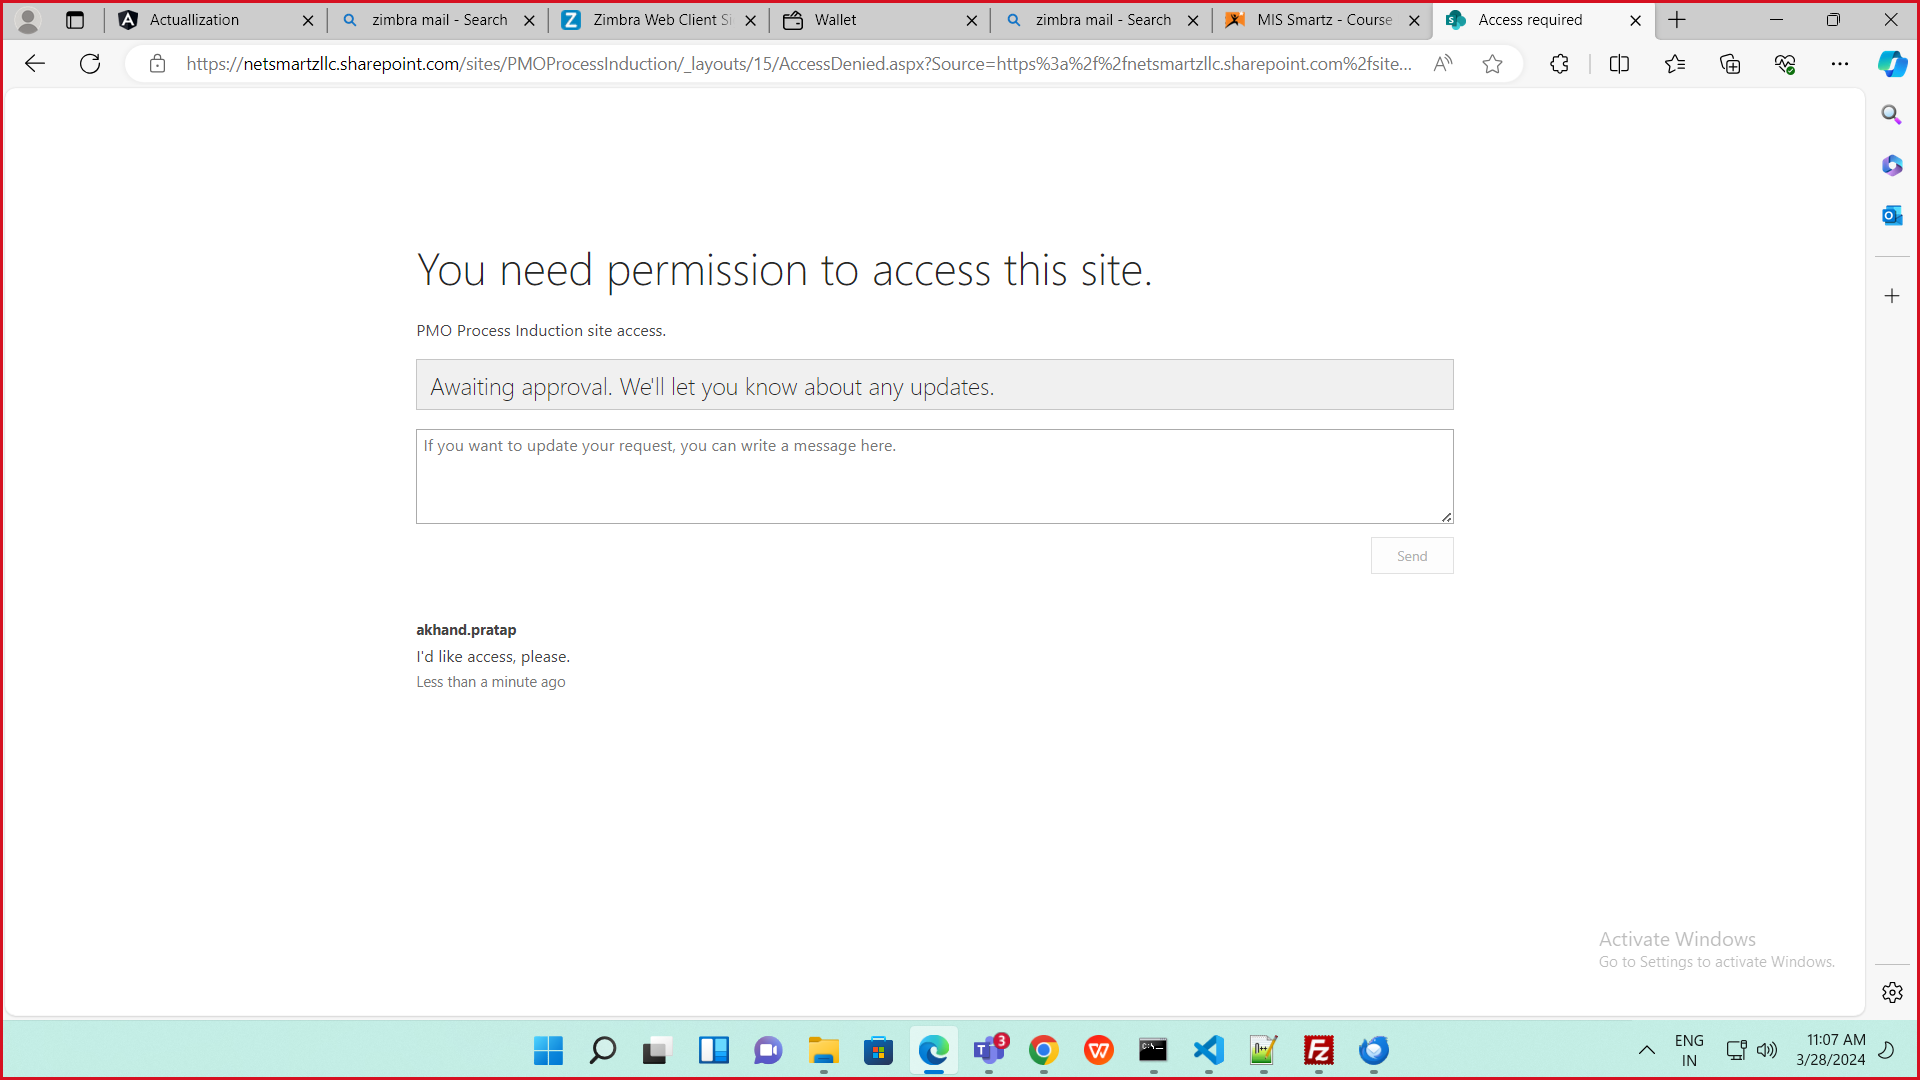 Actuallization
zimbra mail - Search
Zimbra Web Client Si
Wallet
zimbra mail - Search
MIS Smartz - Course
Access required
https://netsmartzllc.sharepoint.com/sites/PMOProcessInduction/_layouts/15/AccessDenied.aspx?Source=https%3a%2f%2fnetsmartzllc.sharepoint.com%2fsite...
You need permission to access this site.
PMO Process Induction site access.
Awaiting approval. We'll let you know about any updates.
If you want to update your request, you can write a message here.
Send
akhand.pratap
I'd like access, please.
Less than a minute ago
Activate Windows
Go to Settings to activate Windows.
3
ENG
IN
11:07 AM
3/28/2024